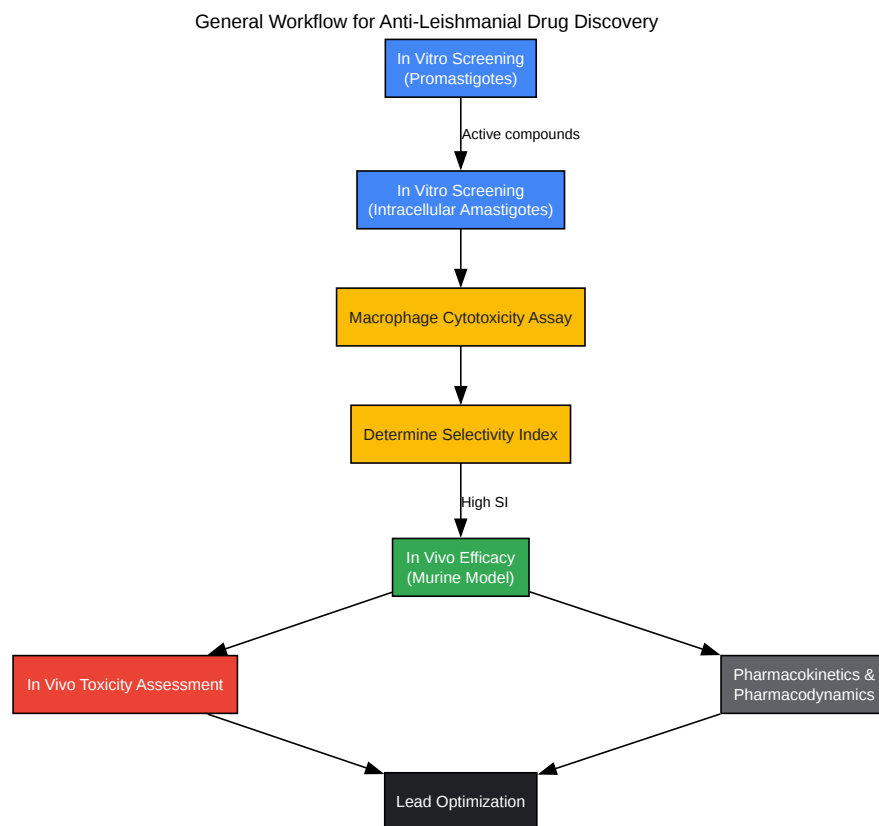 General Workflow for Anti-Leishmanial Drug Discovery
In Vitro Screening
(Promastigotes)
Active compounds
In Vitro Screening
(Intracellular Amastigotes)
Macrophage Cytotoxicity Assay
Determine Selectivity Index
High SI
In Vivo Efficacy
(Murine Model)
In Vivo Toxicity Assessment
Pharmacokinetics &
Pharmacodynamics
Lead Optimization